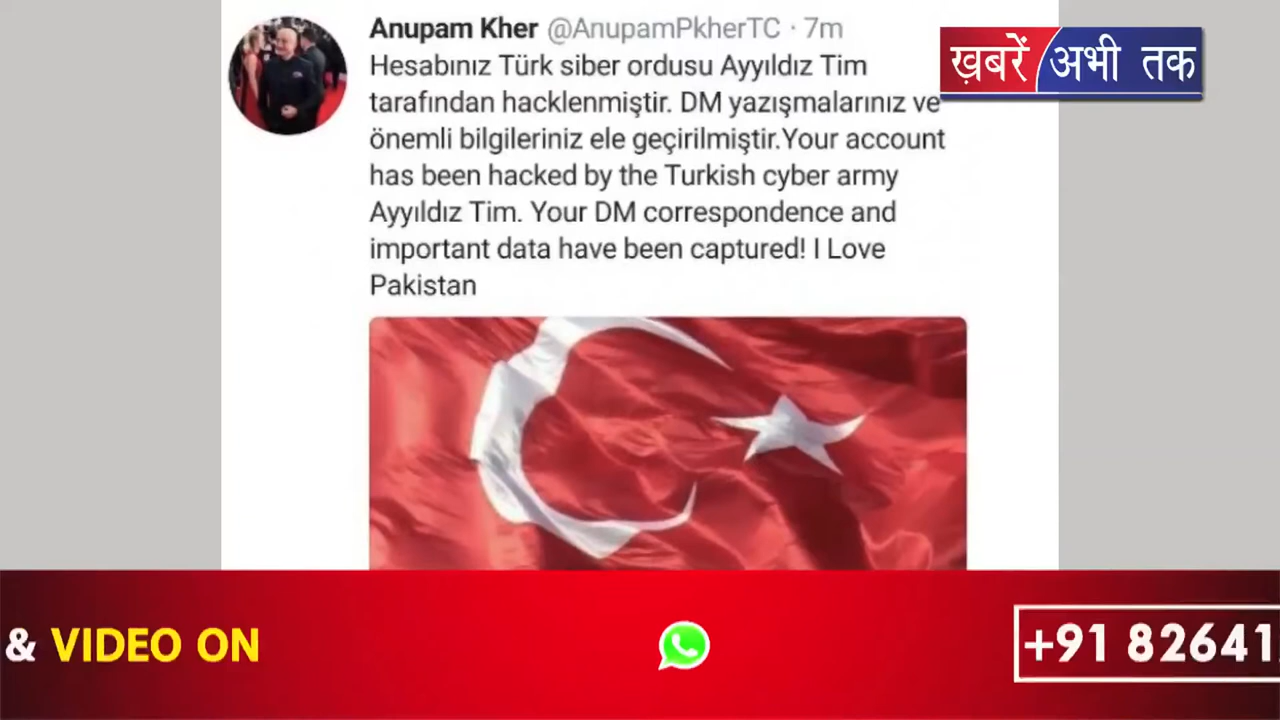 Anupam Kher @AnupamPkherTC · 7m
Hesabınız Türk siber ordusu Ayyıldız Tim
tarafından hacklenmiştir. DM yazışmalarınız ve
önemli bilgileriniz ele geçirilmiştir.Your account
has been hacked by the Turkish cyber army
Ayyıldız Tim. Your DM correspondence and
important data have been captured! I Love
Pakistan
ख़बरें अभी तक
& VIDEO ON
+91 82641